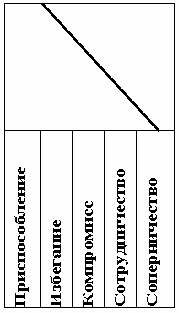 Приспособление
Избегание
Компромисс
Сотрудничество
Соперничество